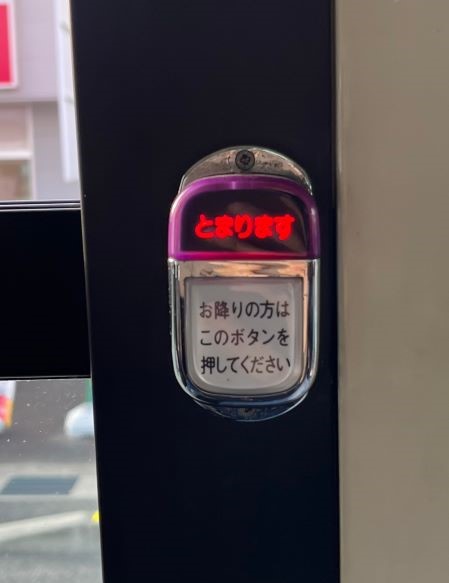 とまります
お降りの方は
このボタンを
押してください